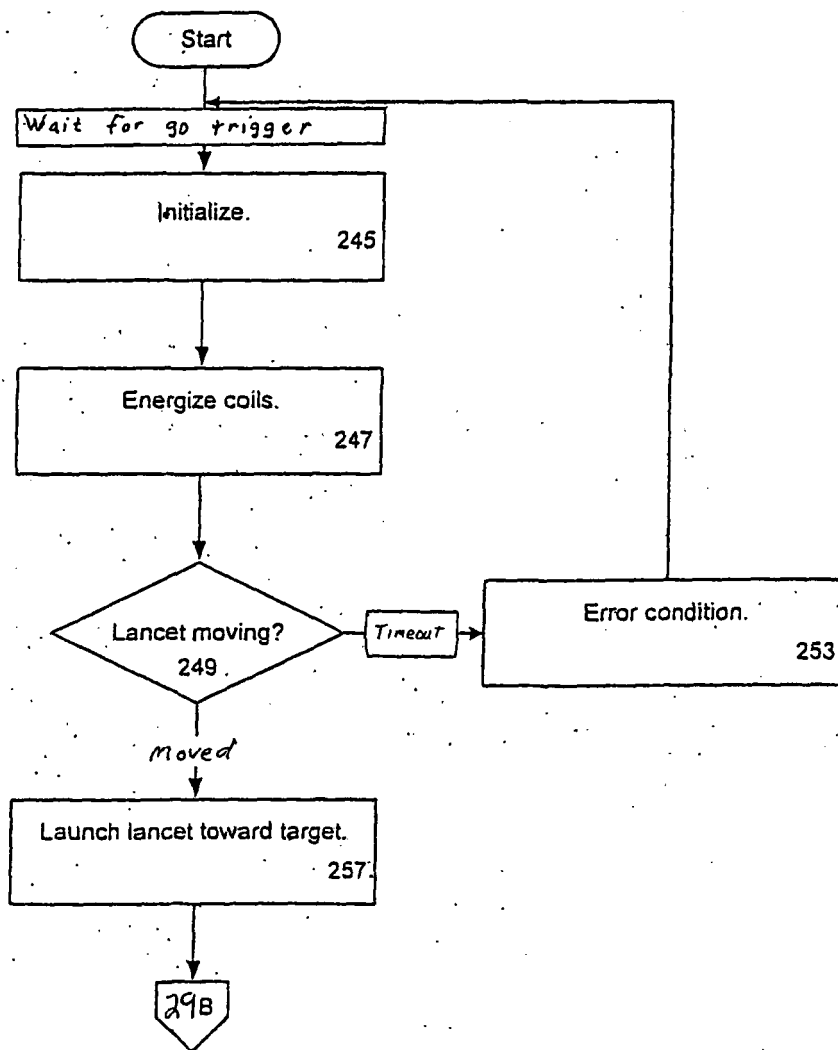 Start
Wait for go trigger
Initialize.
245
Energize coils.
247
Lancet moving?
249
Timeout
Error condition.
253
Moved
Launch lancet toward target.
257
29B